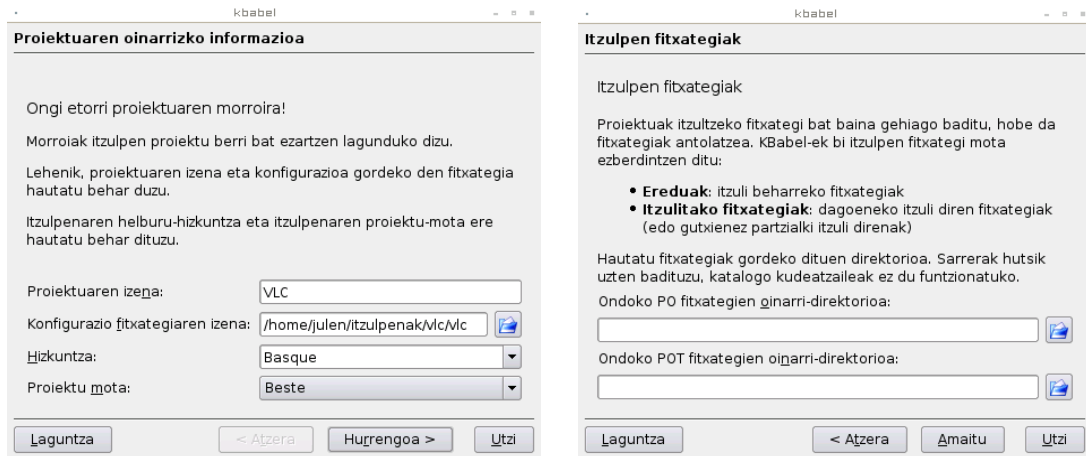 kbabel
Proiektuaren oinarrizko informazioa
Ongi etorri proiektuaren morroira!
Morroiak itzulpen proiektu berri bat ezartzen lagunduko dizu.
Lehenik, proiektuaren izena eta konfigurazioa gordeko den fitxategia
hautatu behar duzu.
Itzulpenaren helburu-hizkuntza eta itzulpenaren proiektu-mota ere
hautatu behar dituzu.
Proiektuaren izena: VLC
Konfigurazio fitxategiaren izena: /home/julen/itzulpenak/vlc/vlc
Hizkuntza: Basque
Proiektu mota: Beste
Laguntza < Atzera Hurrengoa > Utzi
kbabel
Itzulpen fitxategiak
Itzulpen fitxategiak
Proiektuak itzultzeko fitxategi bat baina gehiago baditu, hobe da
fitxategiak antolatzea. KBabel-ek bi itzulpen fitxategi mota
ezberdintzen ditu:
• Ereduak: itzuli beharreko fitxategiak
• Itzulitako fitxategiak: dagoeneko itzuli diren fitxategiak
(edo gutxienez partzialki itzuli direnak)
Hautatu fitxategiak gordeko dituen direktorioa. Sarrerak hutsik
uzten badituzu, katalogo kudeatzaileak ez du funtzionatuko.
Ondoko PO fitxategien oinarri-direktorioa:
Ondoko POT fitxategien oinarri-direktorioa:
Laguntza < Atzera Amaitu Utzi